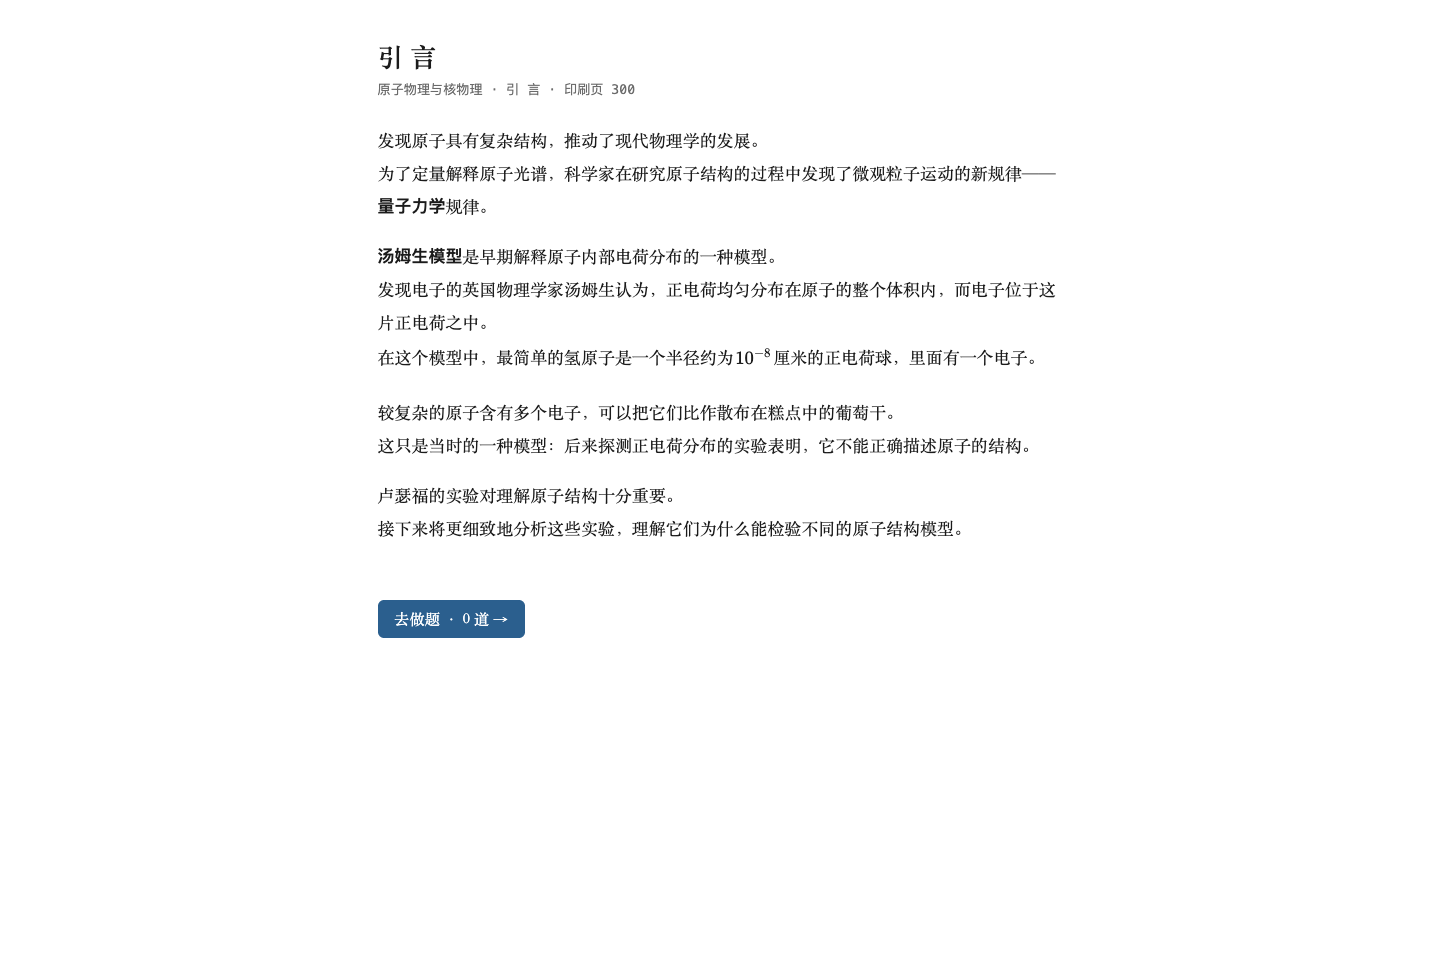 引 言
原子物理与核物理 · 引 言 · 印刷页 300
发现原子具有复杂结构，推动了现代物理学的发展。
为了定量解释原子光谱，科学家在研究原子结构的过程中发现了微观粒子运动的新规律——
量子力学规律。
汤姆生模型是早期解释原子内部电荷分布的一种模型。
发现电子的英国物理学家汤姆生认为，正电荷均匀分布在原子的整个体积内，而电子位于这
片正电荷之中。
在这个模型中，最简单的氢原子是一个半径约为10⁻⁸厘米的正电荷球，里面有一个电子。
较复杂的原子含有多个电子，可以把它们比作散布在糕点中的葡萄干。
这只是当时的一种模型：后来探测正电荷分布的实验表明，它不能正确描述原子的结构。
卢瑟福的实验对理解原子结构十分重要。
接下来将更细致地分析这些实验，理解它们为什么能检验不同的原子结构模型。
去做题 · 0 道 →